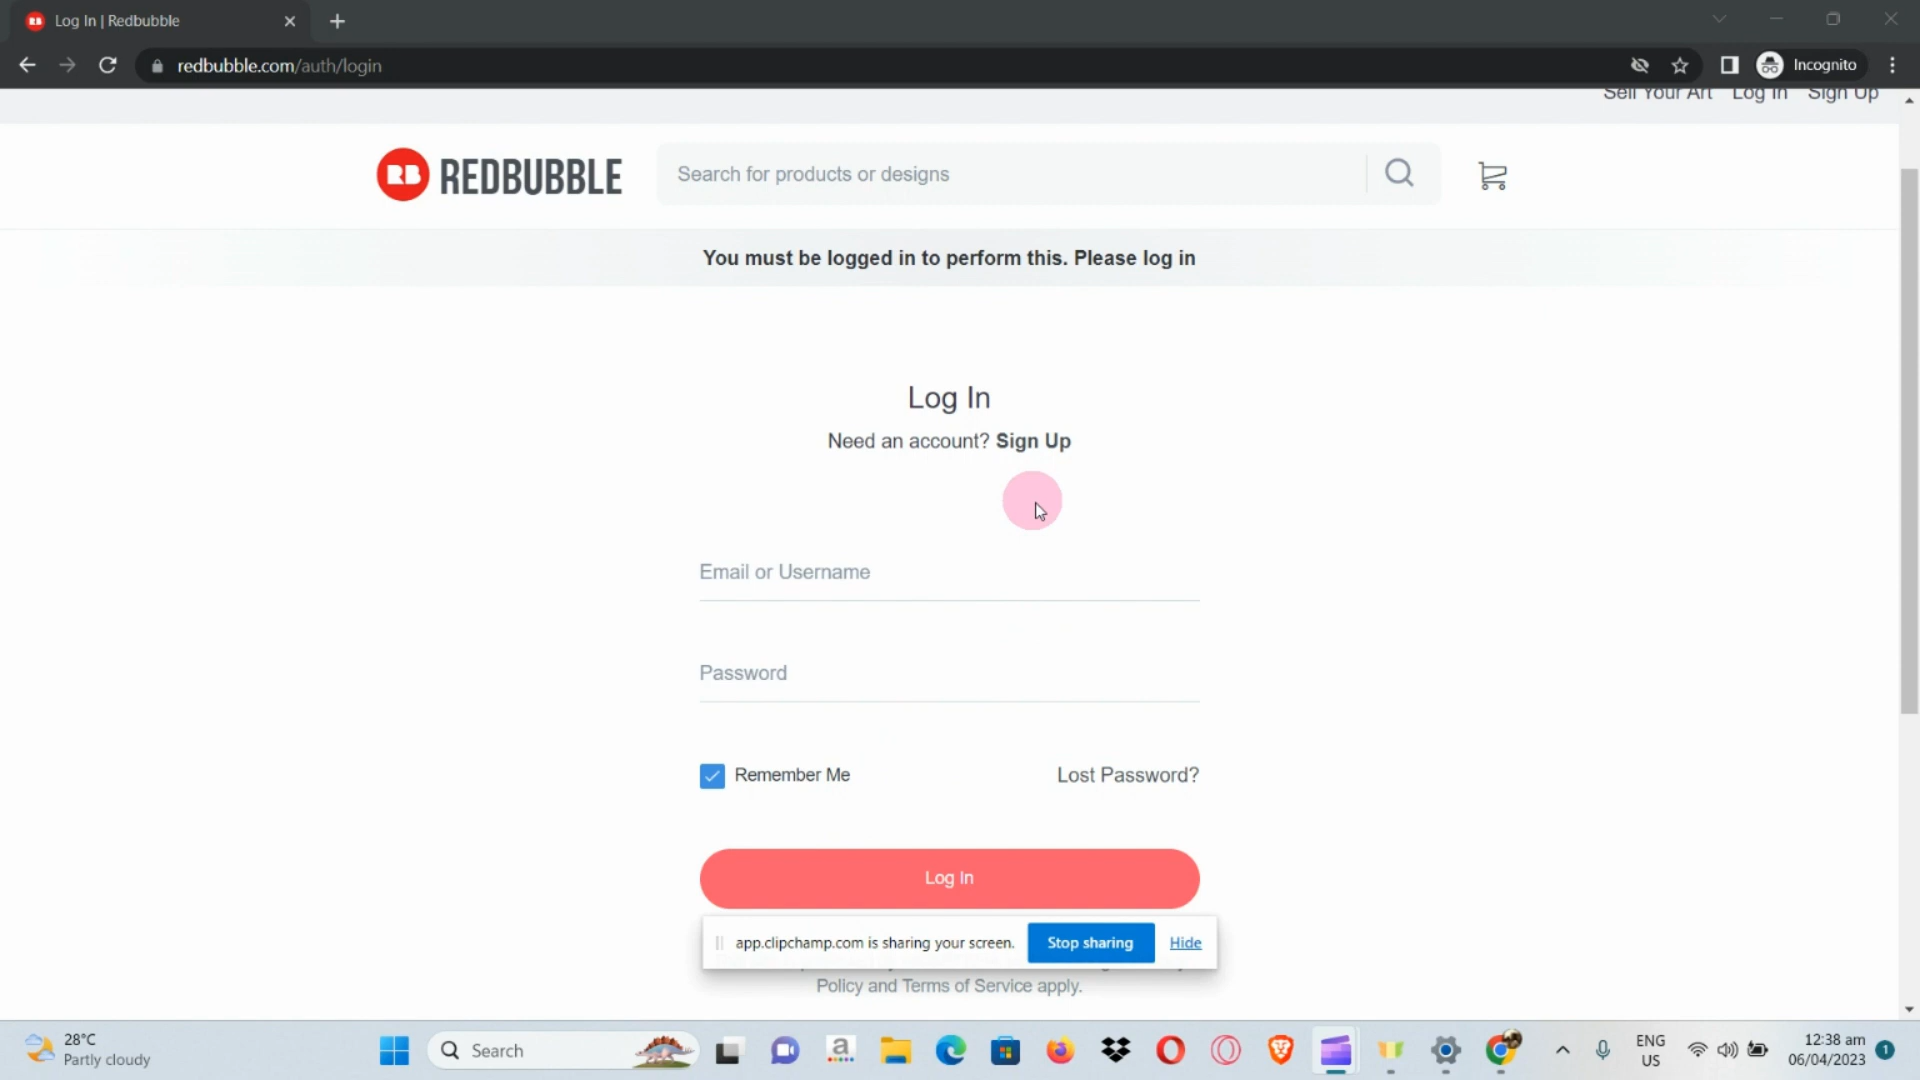 Log In | Redbubble
redbubble.com/auth/login
Incognito
Sell Your Art Log In Sign Up
RB REDBUBBLE
Search for products or designs
You must be logged in to perform this. Please log in
Log In
Need an account? Sign Up
Email or Username
Password
Remember Me
Lost Password?
Log In
app.clipchamp.com is sharing your screen.
Stop sharing
Hide
Policy and Terms of Service apply.
28°C
Partly cloudy
Search
a
ENG
US
12:38 am
06/04/2023
1